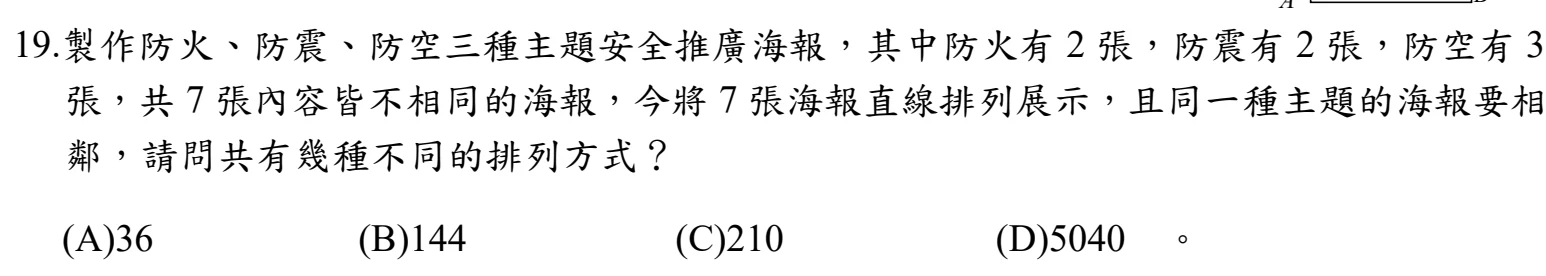 A
19.製作防火、防震、防空三種主題安全推廣海報，其中防火有 2 張，防震有 2 張，防空有 3
張，共 7 張內容皆不相同的海報，今將 7 張海報直線排列展示，且同一種主題的海報要相
鄰，請問共有幾種不同的排列方式？
(A)36 (B)144 (C)210 (D)5040 。